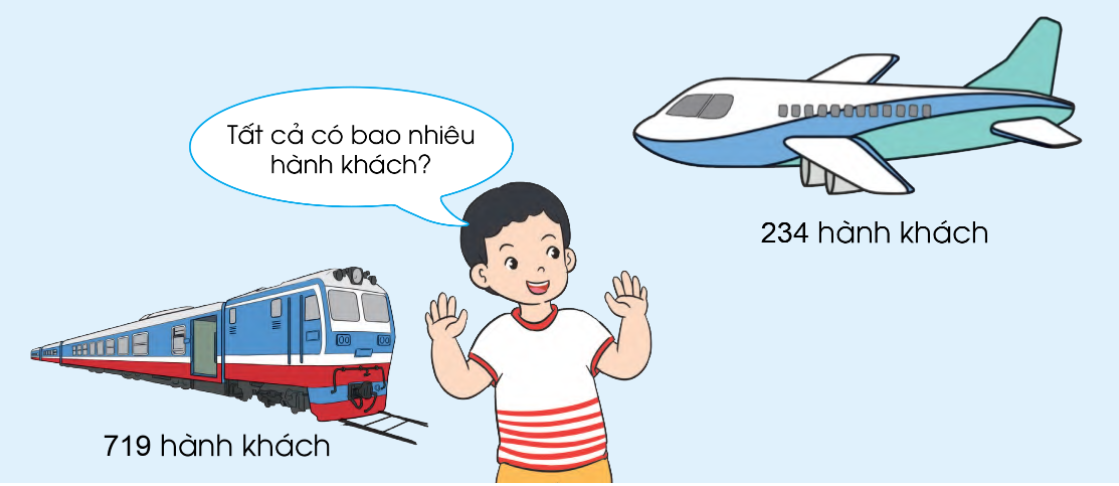 Tất cả có bao nhiêu
hành khách?
234 hành khách
719 hành khách